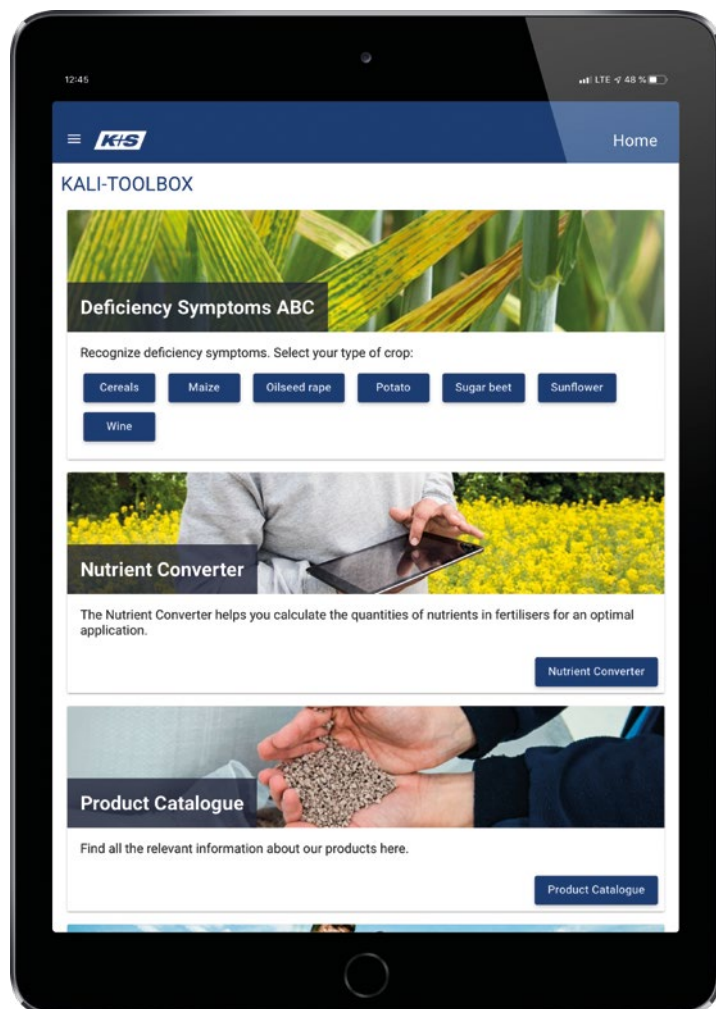 12:45
LTE 48 %
K+S
Home
KALI-TOOLBOX
Deficiency Symptoms ABC
Recognize deficiency symptoms. Select your type of crop:
Cereals Maize Oilseed rape Potato Sugar beet Sunflower
Wine
Nutrient Converter
The Nutrient Converter helps you calculate the quantities of nutrients in fertilisers for an optimal
application.
Nutrient Converter
Product Catalogue
Find all the relevant information about our products here.
Product Catalogue